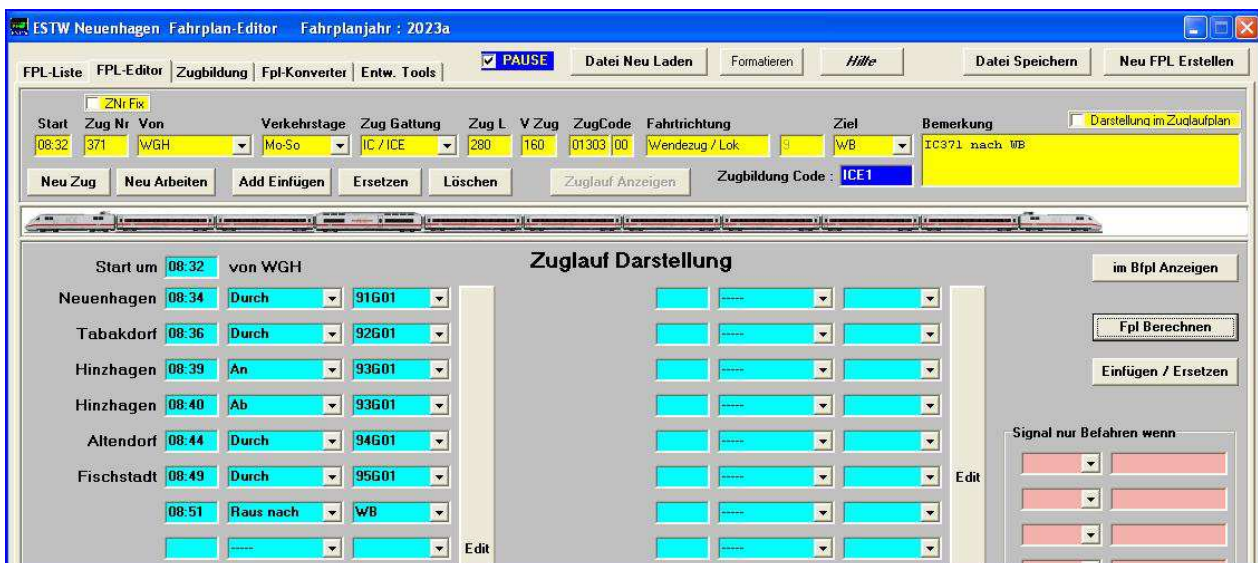 ESTW Neuenhagen Fahrplan-Editor Fahrplanjahr : 2023a
FPL-Liste FPL-Editor Zugbildung Fpl-Konverter Entw. Tools PAUSE Datei Neu Laden Formatieren Hilfe Datei Speichern Neu FPL Erstellen
ZNr Fix
Start Zug Nr Von Verkehrstage Zug Gattung Zug L V Zug ZugCode Fahrtrichtung Ziel Bemerkung Darstellung im Zuglaufplan
08:32 371 WGH Mo-So IC / ICE 280 160 01303 00 Wendezug / Lok 9 WB IC371 nach WB
Neu Zug Neu Arbeiten Add Einfügen Ersetzen Löschen Zuglauf Anzeigen Zugbildung Code : ICE1
Zuglauf Darstellung
Start um 08:32 von WGH im Bfpl Anzeigen
Neuenhagen 08:34 Durch 91G01 -----
Tabakdorf 08:36 Durch 92G01 ----- Fpl Berechnen
Hinzhagen 08:39 An 93G01 ----- Einfügen / Ersetzen
Hinzhagen 08:40 Ab 93G01 -----
Altendorf 08:44 Durch 94G01 ----- Signal nur Befahren wenn
Fischstadt 08:49 Durch 95G01 ----- Edit
08:51 Raus nach WB -----
----- Edit -----